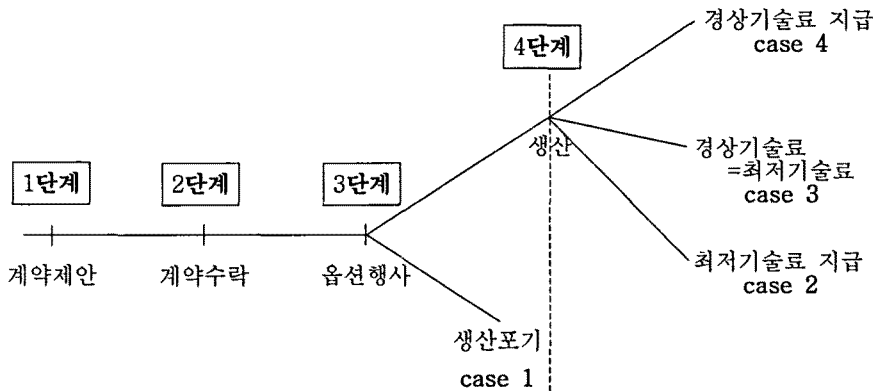 경상기술료 지급
case 4
4단계
생산
경상기술료
=최저기술료
case 3
1단계
2단계
3단계
계약제안
계약수락
옵션행사
최저기술료 지급
case 2
생산포기
case 1